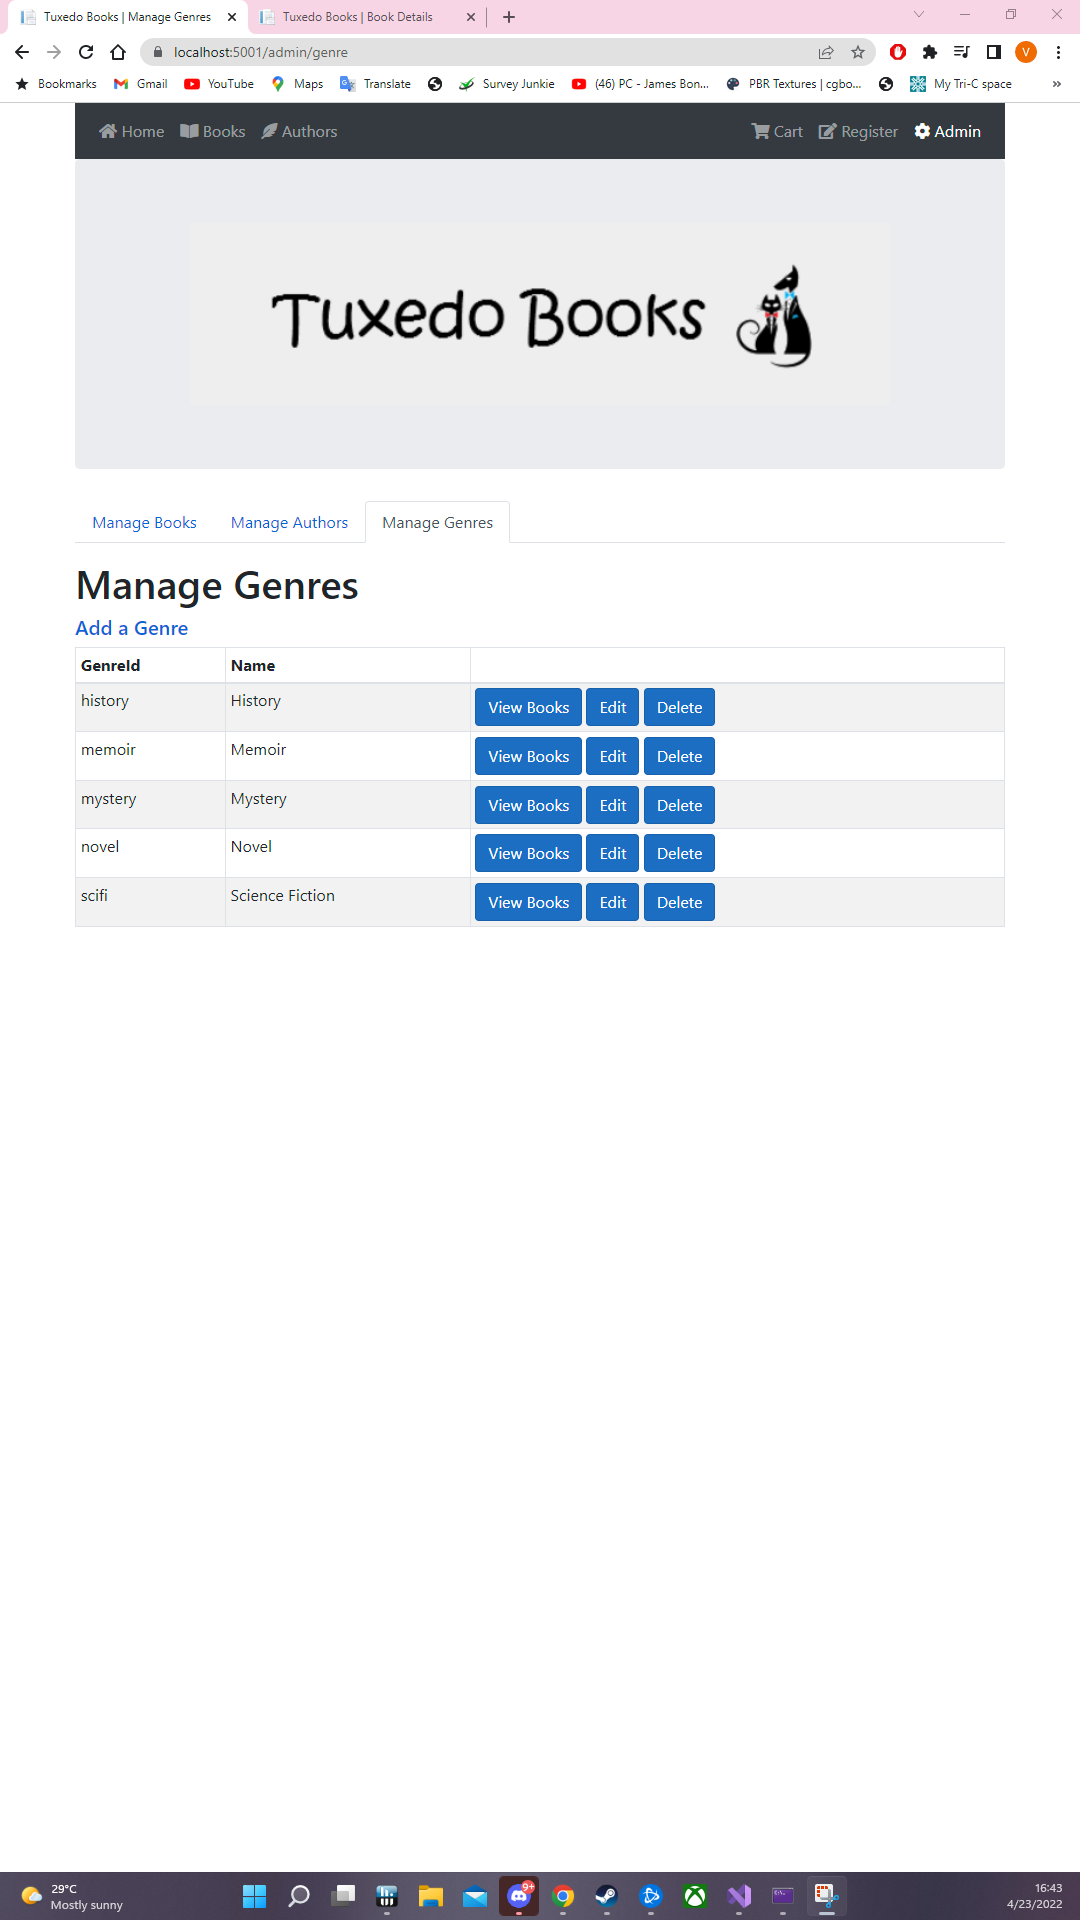 Tuxedo Books | Manage Genres
Tuxedo Books | Book Details
localhost:5001/admin/genre
V
Bookmarks Gmail YouTube Maps Translate Survey Junkie (46) PC - James Bon... PBR Textures | cgbo... My Tri-C space »
Home Books Authors Cart Register Admin
Tuxedo Books
Manage Books Manage Authors Manage Genres
Manage Genres
Add a Genre
GenreId Name
history History View Books Edit Delete
memoir Memoir View Books Edit Delete
mystery Mystery View Books Edit Delete
novel Novel View Books Edit Delete
scifi Science Fiction View Books Edit Delete
29°C
Mostly sunny
9+
16:43
4/23/2022